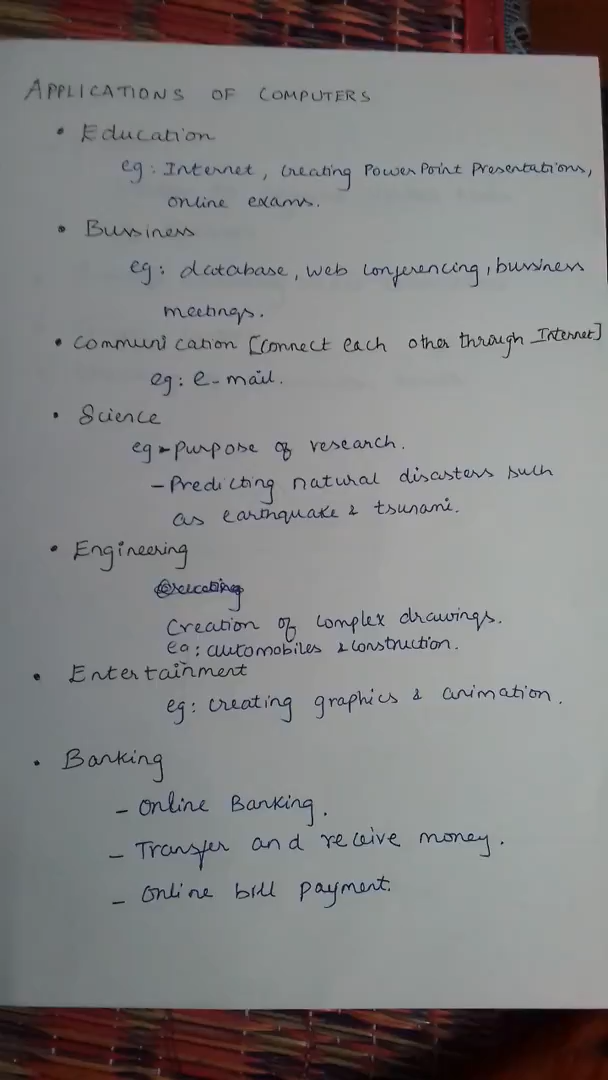 APPLICATIONS OF COMPUTERS
• Education
eg: Internet, creating PowerPoint Presentations,
online exams.
• Bussiness
eg: database, web conferencing, bussiness
meetings.
• Communication [connect each other through Internet]
eg: e-mail.
• Science
eg - purpose of research.
- Predicting natural disasters such
as earthquake & tsunami.
• Engineering
Creation of complex drawings.
eg: automobiles & construction.
• Entertainment
eg: creating graphics & animation.
• Banking
- Online Banking.
- Transfer and receive money.
- Online bill payment.